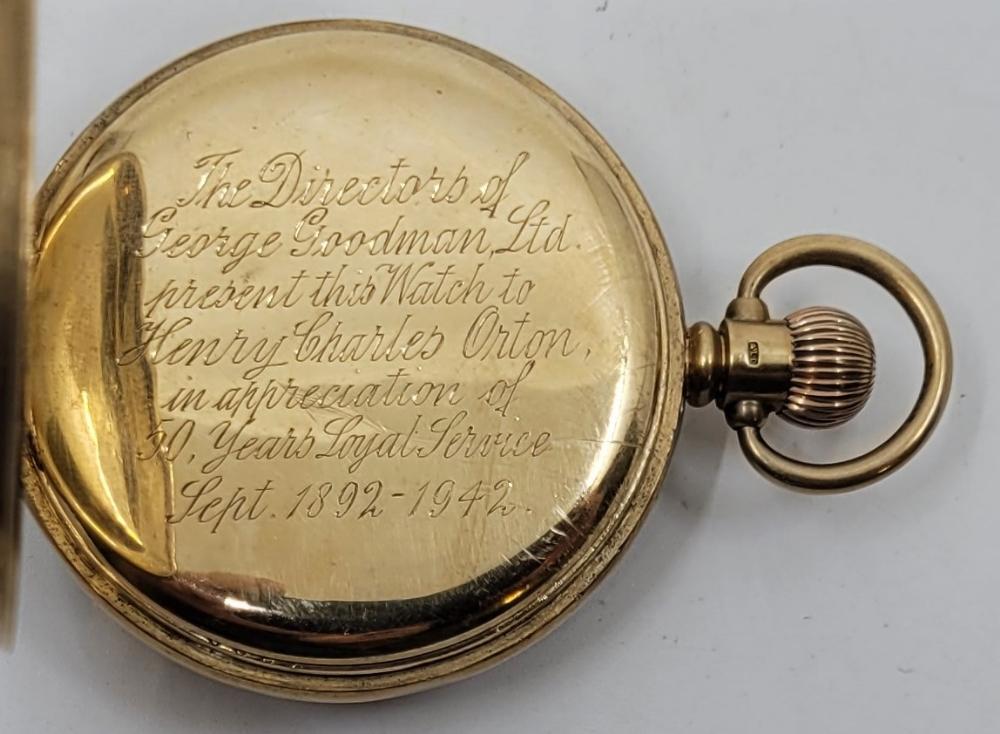 The Directors of
George Goodman, Ltd.
present this Watch to
Henry Charles Orton,
in appreciation of
50, Years Loyal Service
Sept. 1892-1942.